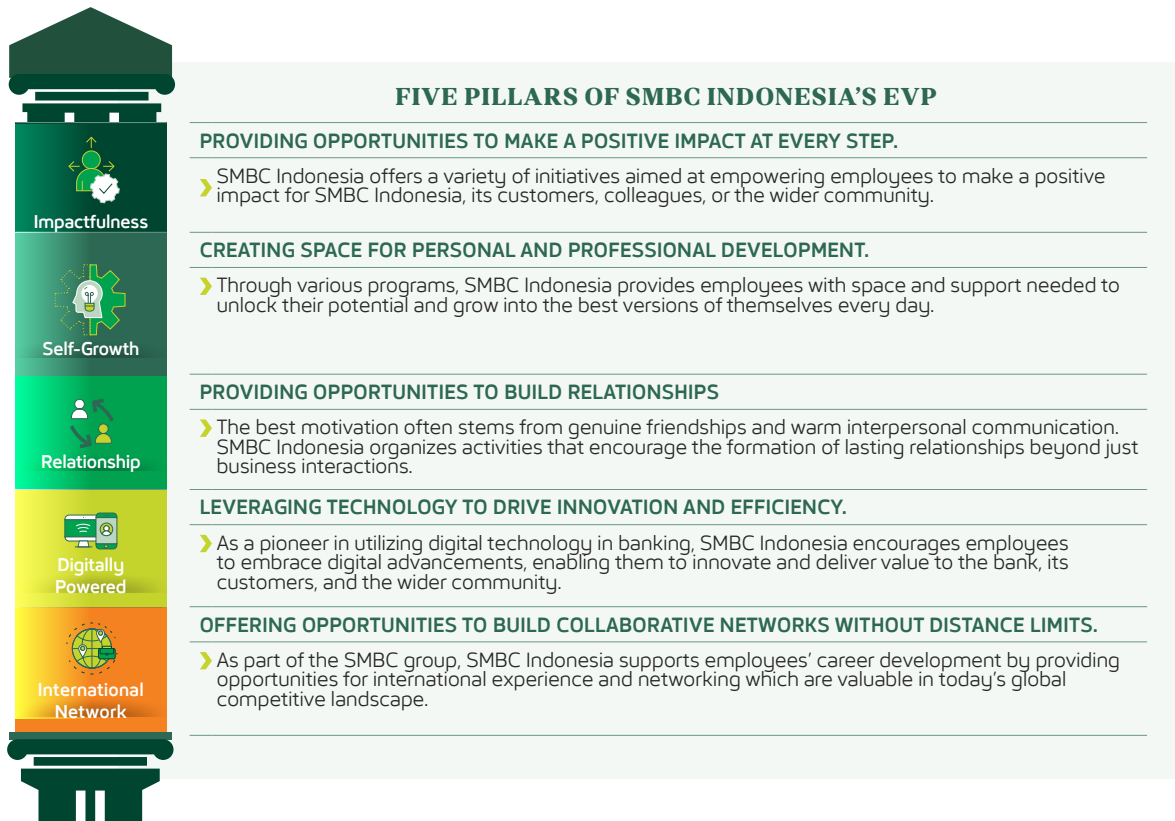 FIVE PILLARS OF SMBC INDONESIA'S EVP
Impactfulness
PROVIDING OPPORTUNITIES TO MAKE A POSITIVE IMPACT AT EVERY STEP.
SMBC Indonesia offers a variety of initiatives aimed at empowering employees to make a positive
impact for SMBC Indonesia, its customers, colleagues, or the wider community.
Self-Growth
CREATING SPACE FOR PERSONAL AND PROFESSIONAL DEVELOPMENT.
Through various programs, SMBC Indonesia provides employees with space and support needed to
unlock their potential and grow into the best versions of themselves every day.
Relationship
PROVIDING OPPORTUNITIES TO BUILD RELATIONSHIPS
The best motivation often stems from genuine friendships and warm interpersonal communication.
SMBC Indonesia organizes activities that encourage the formation of lasting relationships beyond just
business interactions.
Digitally
Powered
LEVERAGING TECHNOLOGY TO DRIVE INNOVATION AND EFFICIENCY.
As a pioneer in utilizing digital technology in banking, SMBC Indonesia encourages employees
to embrace digital advancements, enabling them to innovate and deliver value to the bank, its
customers, and the wider community.
International
Network
OFFERING OPPORTUNITIES TO BUILD COLLABORATIVE NETWORKS WITHOUT DISTANCE LIMITS.
As part of the SMBC group, SMBC Indonesia supports employees' career development by providing
opportunities for international experience and networking which are valuable in today's global
competitive landscape.